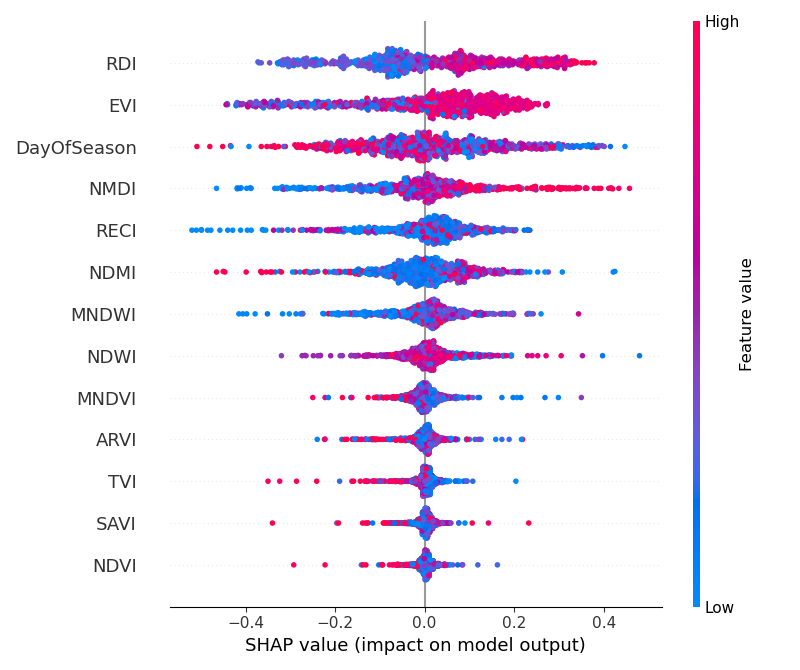 High
RDI
EVI
DayOfSeason
NMDI
RECI
NDMI
MNDWI
NDWI
MNDVI
ARVI
TVI
SAVI
NDVI
Feature value
Low
−0.4 −0.2 0.0 0.2 0.4
SHAP value (impact on model output)